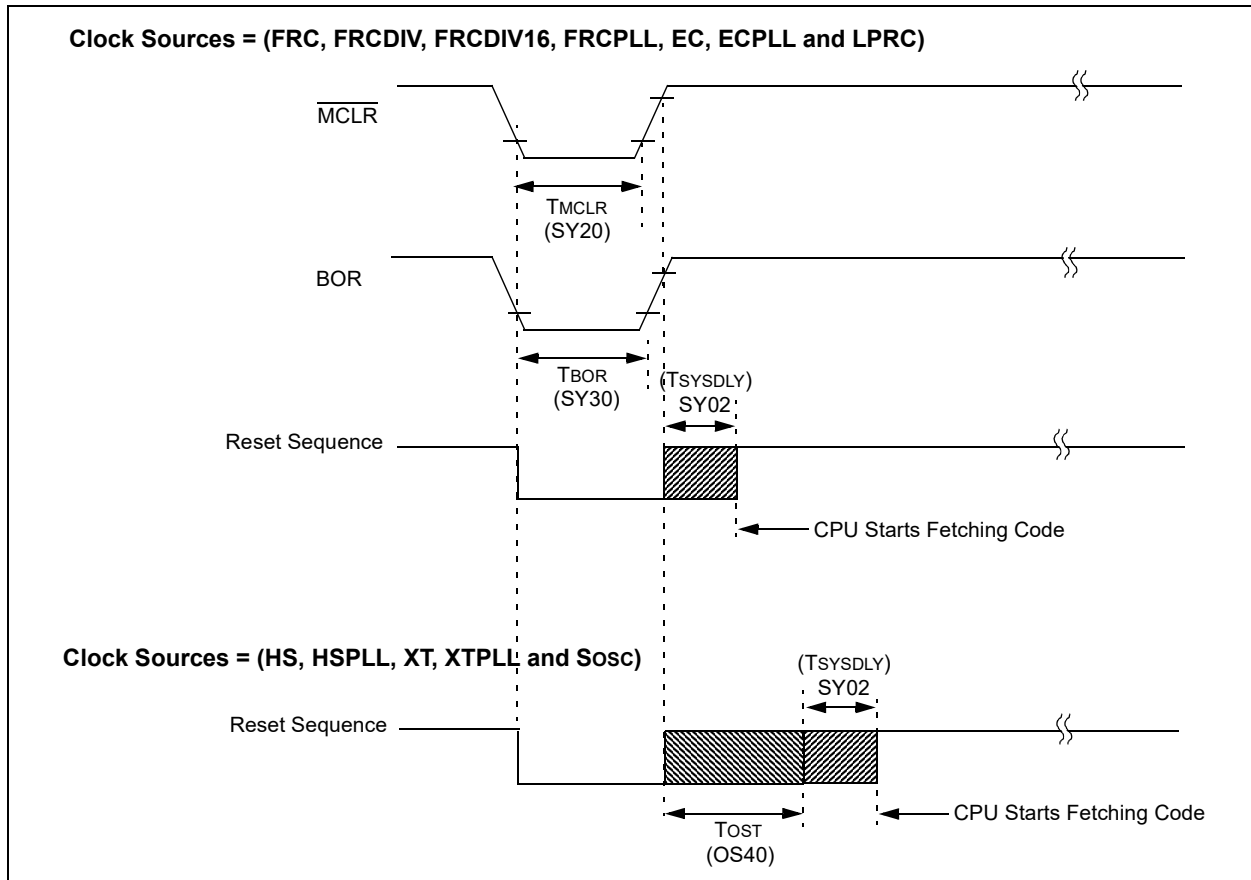 Clock Sources = (FRC, FRCDIV, FRCDIV16, FRCPLL, EC, ECPLL and LPRC)
MCLR
TMCLR
(SY20)
BOR
TBOR
(SY30)
(TSYSDLY)
SY02
Reset Sequence
CPU Starts Fetching Code
Clock Sources = (HS, HSPLL, XT, XTPLL and SOSC)
(TSYSDLY)
SY02
Reset Sequence
CPU Starts Fetching Code
TOST
(OS40)